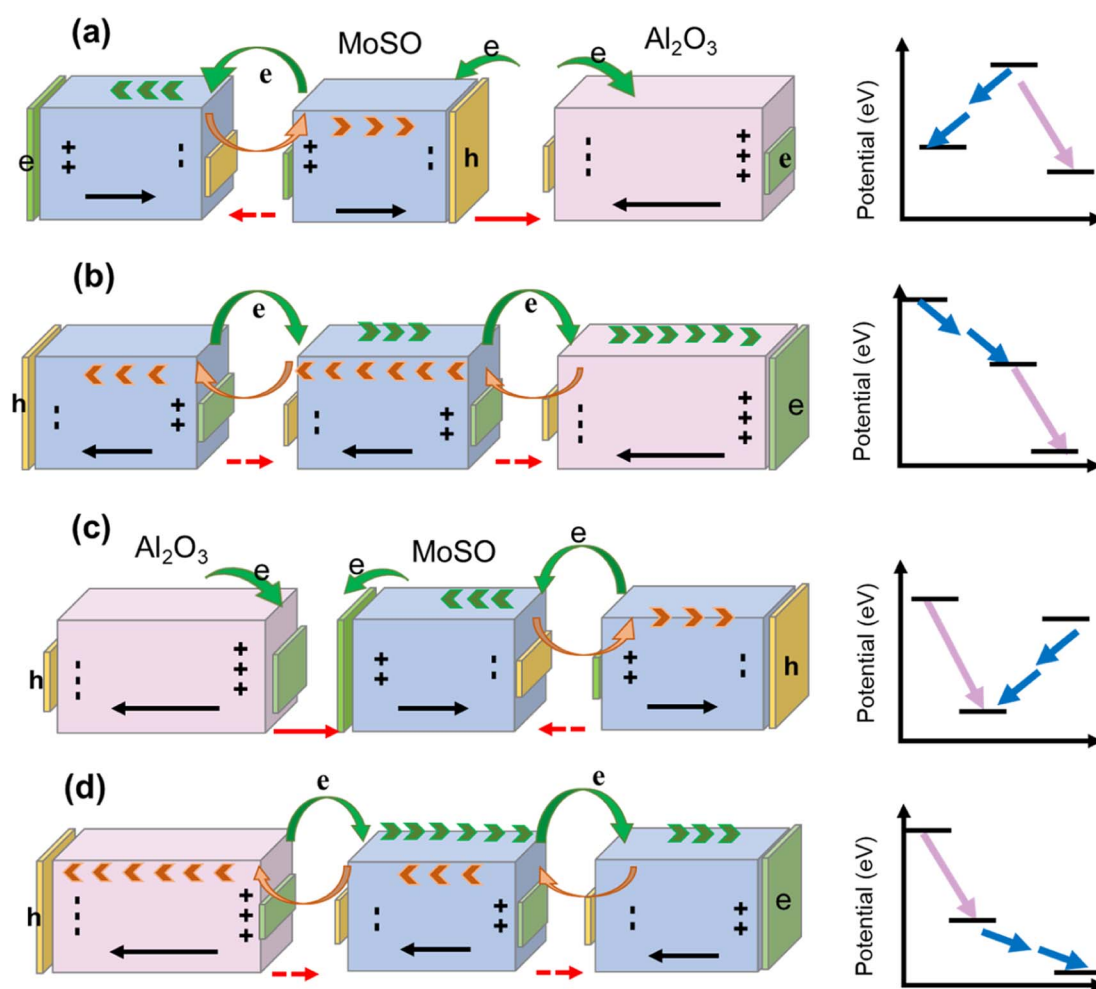 (a) MoSO Al₂O₃
e e e
e h e
++ -- ++ -- --- +++
Potential (eV)
(b)
e e
h e
-- ++ -- ++ --- +++
Potential (eV)
(c) Al₂O₃ MoSO
e e e
h h
--- +++ ++ -- ++ --
Potential (eV)
(d)
e e
h e
--- +++ -- ++ -- ++
Potential (eV)